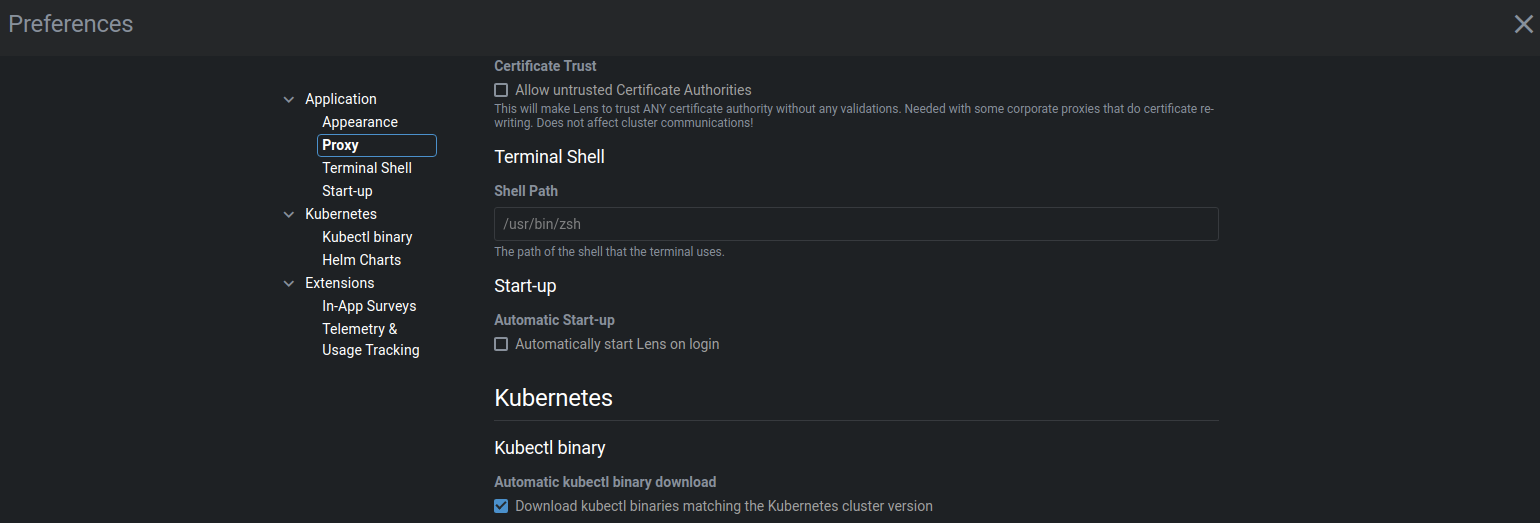 Preferences
Application
Appearance
Proxy
Terminal Shell
Start-up
Kubernetes
Kubectl binary
Helm Charts
Extensions
In-App Surveys
Telemetry &
Usage Tracking
Certificate Trust
Allow untrusted Certificate Authorities
This will make Lens to trust ANY certificate authority without any validations. Needed with some corporate proxies that do certificate re-
writing. Does not affect cluster communications!
Terminal Shell
Shell Path
/usr/bin/zsh
The path of the shell that the terminal uses.
Start-up
Automatic Start-up
Automatically start Lens on login
Kubernetes
Kubectl binary
Automatic kubectl binary download
Download kubectl binaries matching the Kubernetes cluster version